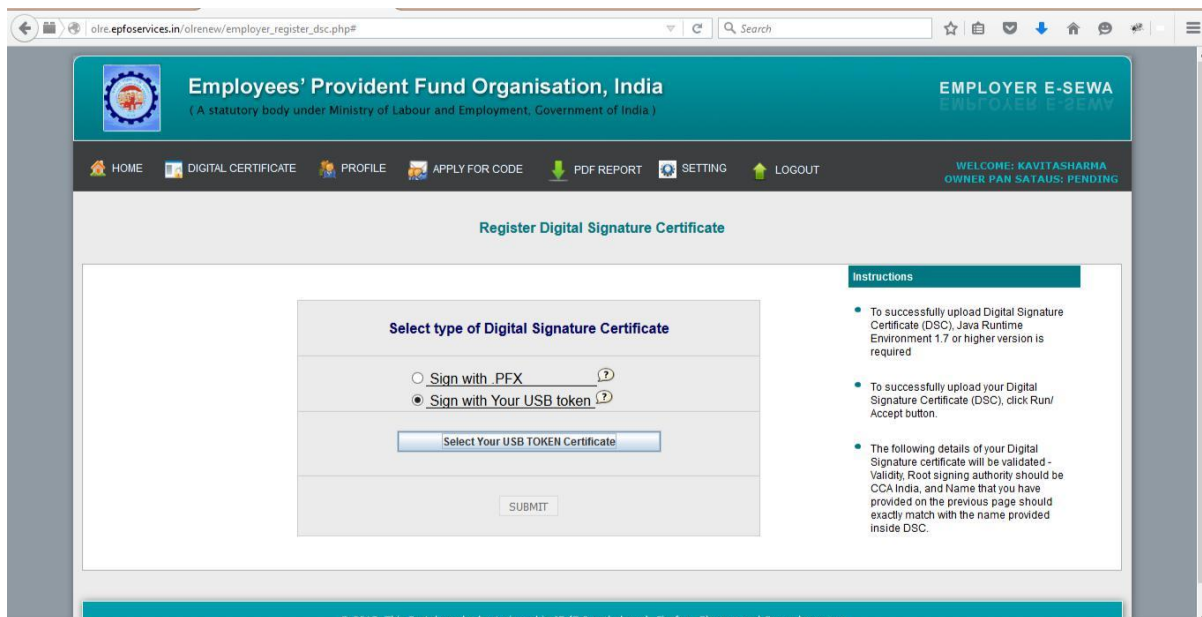 olre.epfoservices.in/olrenew/employer_register_dsc.php#
Search
Employees' Provident Fund Organisation, India
( A statutory body under Ministry of Labour and Employment, Government of India )
EMPLOYER E-SEWA
HOME DIGITAL CERTIFICATE PROFILE APPLY FOR CODE PDF REPORT SETTING LOGOUT
WELCOME: KAVITASHARMA
OWNER PAN SATAUS: PENDING
Register Digital Signature Certificate
Select type of Digital Signature Certificate
Sign with .PFX
Sign with Your USB token
Select Your USB TOKEN Certificate
SUBMIT
Instructions
To successfully upload Digital Signature
Certificate (DSC), Java Runtime
Environment 1.7 or higher version is
required
To successfully upload your Digital
Signature Certificate (DSC), click Run/
Accept button.
The following details of your Digital
Signature certificate will be validated -
Validity, Root signing authority should be
CCA India, and Name that you have
provided on the previous page should
exactly match with the name provided
inside DSC.